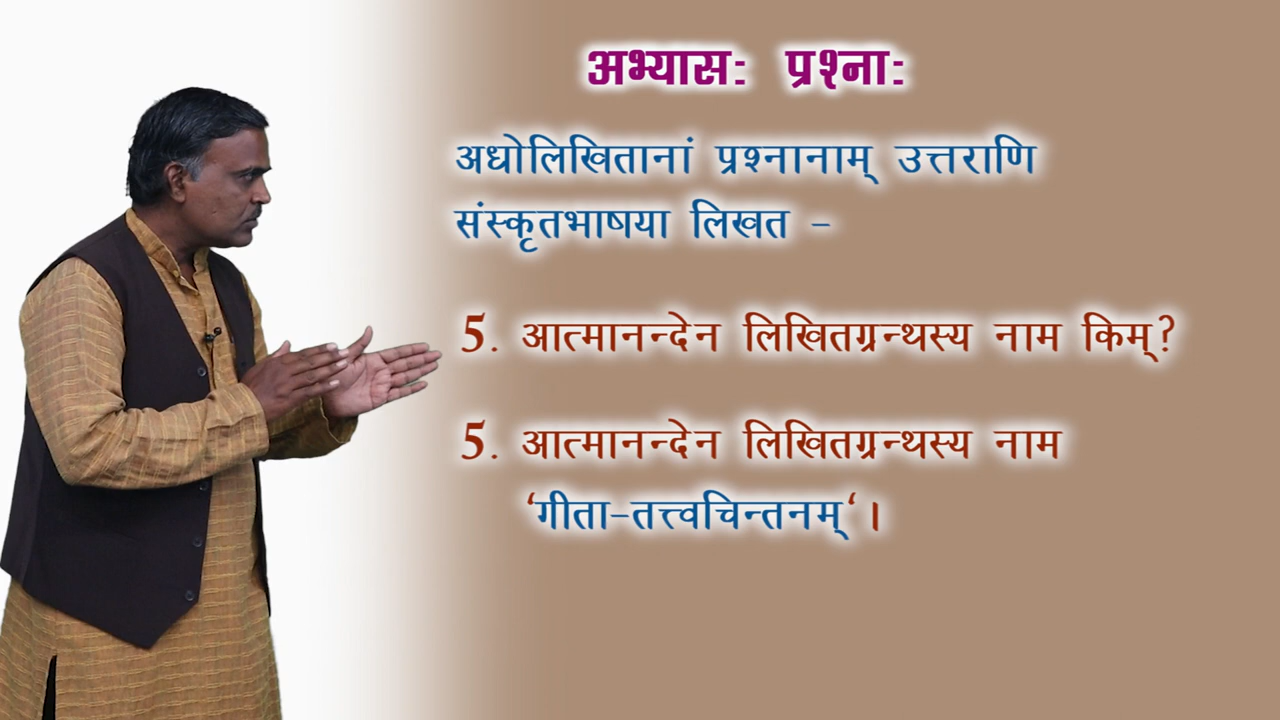 अभ्यासः प्रश्नाः
अधोलिखितानां प्रश्नानाम् उत्तराणि
संस्कृतभाषया लिखत –
5. आत्मानन्देन लिखितग्रन्थस्य नाम किम्?
5. आत्मानन्देन लिखितग्रन्थस्य नाम
‘गीता-तत्त्वचिन्तनम्‘।